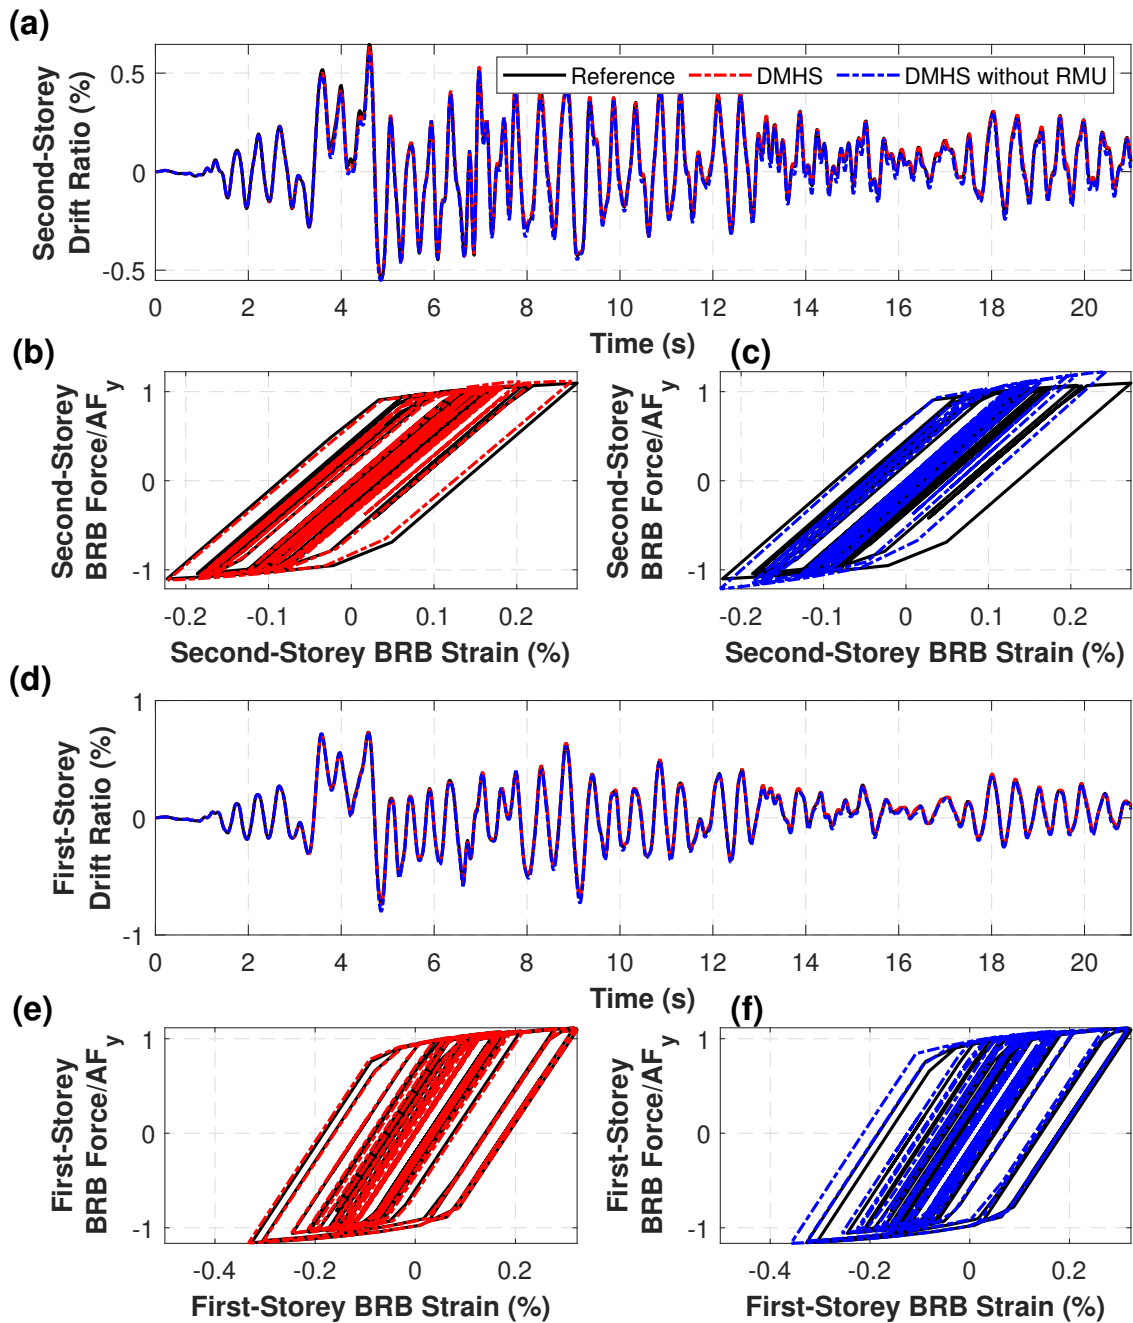 (a)
Second-Storey
Drift Ratio (%)
0.5
0
-0.5
Reference
DMHS
DMHS without RMU
0 2 4 6 8 10 12 14 16 18 20
Time (s)
(b)
Second-Storey
BRB Force/AF_y
1
0
-1
-0.2 -0.1 0 0.1 0.2
Second-Storey BRB Strain (%)
(c)
Second-Storey
BRB Force/AF_y
1
0
-1
-0.2 -0.1 0 0.1 0.2
Second-Storey BRB Strain (%)
(d)
First-Storey
Drift Ratio (%)
1
0
-1
0 2 4 6 8 10 12 14 16 18 20
Time (s)
(e)
First-Storey
BRB Force/AF_y
1
0
-1
-0.4 -0.2 0 0.2
First-Storey BRB Strain (%)
(f)
First-Storey
BRB Force/AF_y
1
0
-1
-0.4 -0.2 0 0.2
First-Storey BRB Strain (%)